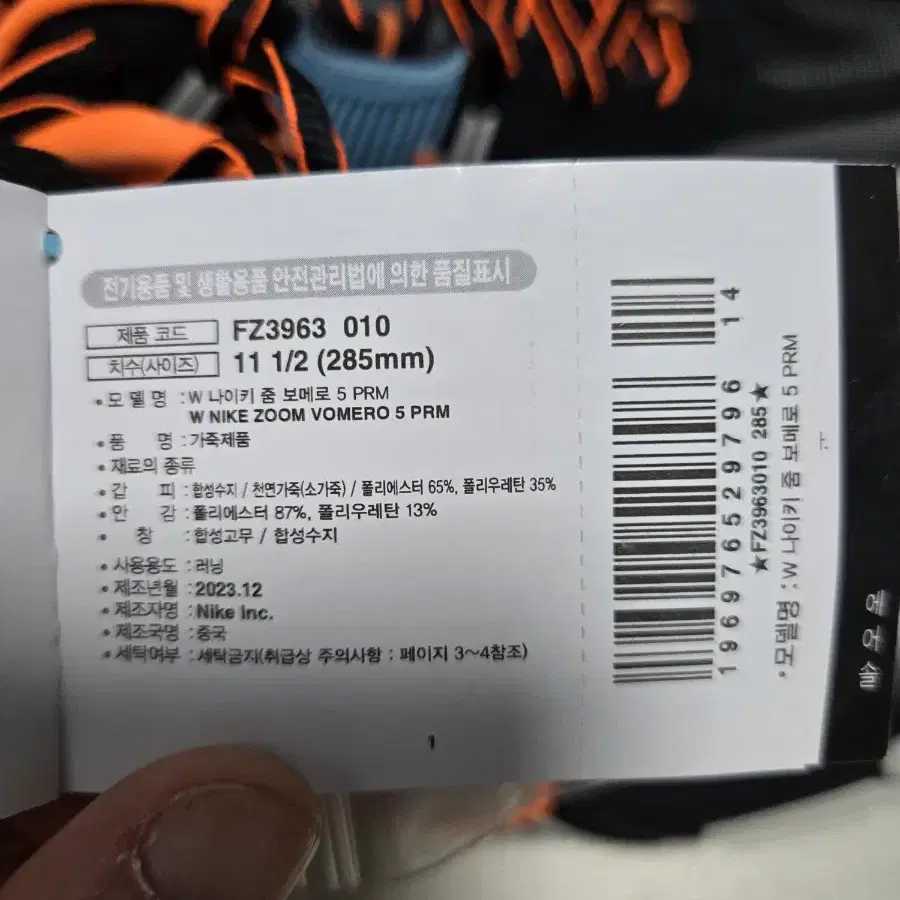 전기용품 및 생활용품 안전관리법에 의한 품질표시
제품 코드 FZ3963 010
치수(사이즈) 11 1/2 (285mm)
• 모 델 명 : W 나이키 줌 보메로 5 PRM
W NIKE ZOOM VOMERO 5 PRM
• 품 명 : 가죽제품
• 재료의 종류
• 갑 피 : 합성수지 / 천연가죽(소가죽) / 폴리에스터 65%, 폴리우레탄 35%
• 안 감 : 폴리에스터 87%, 폴리우레탄 13%
• 창 : 합성고무 / 합성수지
• 사용용도 : 러닝
• 제조년월 : 2023.12
• 제조자명 : Nike Inc.
• 제조국명 : 중국
• 세탁여부 : 세탁금지(취급상 주의사항 : 페이지 3~4참조)
1
196976529796 14
★FZ3963010 285★
• 모델명 : W 나이키 줌 보메로 5 PRM
에어솔